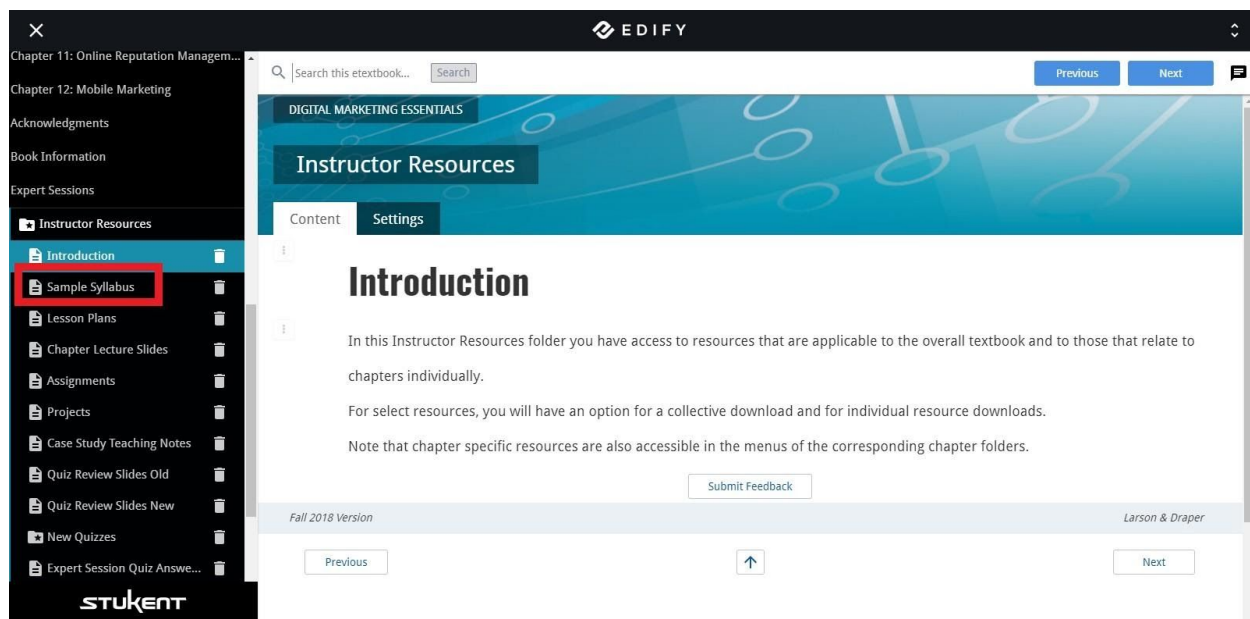 EDIFY
Chapter 11: Online Reputation Managem...
Chapter 12: Mobile Marketing
Acknowledgments
Book Information
Expert Sessions
Instructor Resources
Introduction
Sample Syllabus
Lesson Plans
Chapter Lecture Slides
Assignments
Projects
Case Study Teaching Notes
Quiz Review Slides Old
Quiz Review Slides New
New Quizzes
Expert Session Quiz Answe...
STUKENT
Search this etextbook... Search
Previous Next
DIGITAL MARKETING ESSENTIALS
Instructor Resources
Content Settings
Introduction
In this Instructor Resources folder you have access to resources that are applicable to the overall textbook and to those that relate to
chapters individually.
For select resources, you will have an option for a collective download and for individual resource downloads.
Note that chapter specific resources are also accessible in the menus of the corresponding chapter folders.
Submit Feedback
Fall 2018 Version Larson & Draper
Previous Next